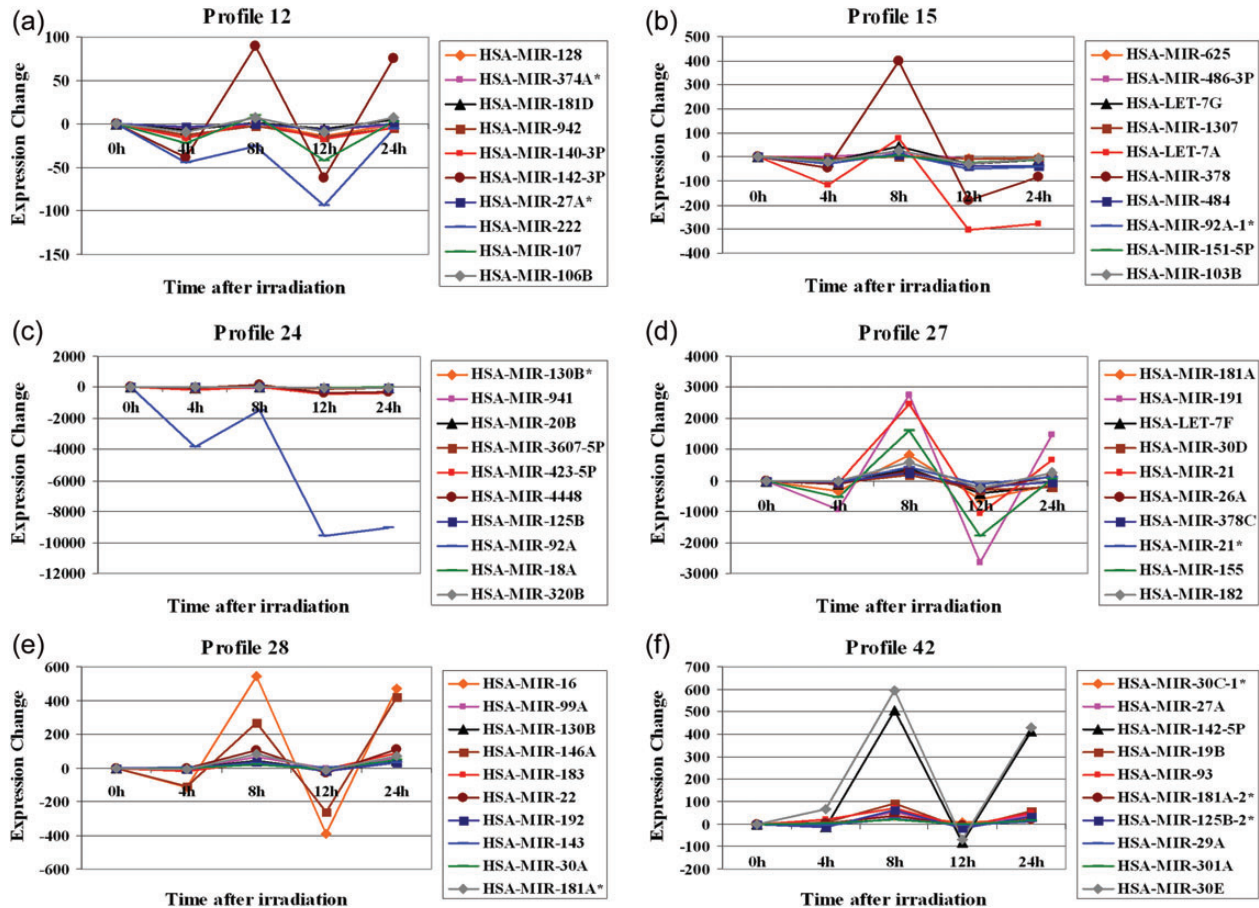 (a)
Profile 12
Expression Change
100
50
0
-50
-100
-150
0h 4h 8h 12h 24h
Time after irradiation
HSA-MIR-128
HSA-MIR-374A*
HSA-MIR-181D
HSA-MIR-942
HSA-MIR-140-3P
HSA-MIR-142-3P
HSA-MIR-27A*
HSA-MIR-222
HSA-MIR-107
HSA-MIR-106B
(b)
Profile 15
Expression Change
500
400
300
200
100
0
-100
-200
-300
-400
0h 4h 8h 12h 24h
Time after irradiation
HSA-MIR-625
HSA-MIR-486-3P
HSA-LET-7G
HSA-MIR-1307
HSA-LET-7A
HSA-MIR-378
HSA-MIR-484
HSA-MIR-92A-1*
HSA-MIR-151-5P
HSA-MIR-103B
(c)
Profile 24
Expression Change
2000
0
-2000
-4000
-6000
-8000
-10000
-12000
0h 4h 8h 12h 24h
Time after irradiation
HSA-MIR-130B*
HSA-MIR-941
HSA-MIR-20B
HSA-MIR-3607-5P
HSA-MIR-423-5P
HSA-MIR-4448
HSA-MIR-125B
HSA-MIR-92A
HSA-MIR-18A
HSA-MIR-320B
(d)
Profile 27
Expression Change
4000
3000
2000
1000
0
-1000
-2000
-3000
0h 4h 8h 12h 24h
Time after irradiation
HSA-MIR-181A
HSA-MIR-191
HSA-LET-7F
HSA-MIR-30D
HSA-MIR-21
HSA-MIR-26A
HSA-MIR-378C
HSA-MIR-21*
HSA-MIR-155
HSA-MIR-182
(e)
Profile 28
Expression Change
600
400
200
0
-200
-400
-600
0h 4h 8h 12h 24h
Time after irradiation
HSA-MIR-16
HSA-MIR-99A
HSA-MIR-130B
HSA-MIR-146A
HSA-MIR-183
HSA-MIR-22
HSA-MIR-192
HSA-MIR-143
HSA-MIR-30A
HSA-MIR-181A*
(f)
Profile 42
Expression Change
700
600
500
400
300
200
100
0
-100
-200
0h 4h 8h 12h 24h
Time after irradiation
HSA-MIR-30C-1*
HSA-MIR-27A
HSA-MIR-142-5P
HSA-MIR-19B
HSA-MIR-93
HSA-MIR-181A-2*
HSA-MIR-125B-2*
HSA-MIR-29A
HSA-MIR-301A
HSA-MIR-30E